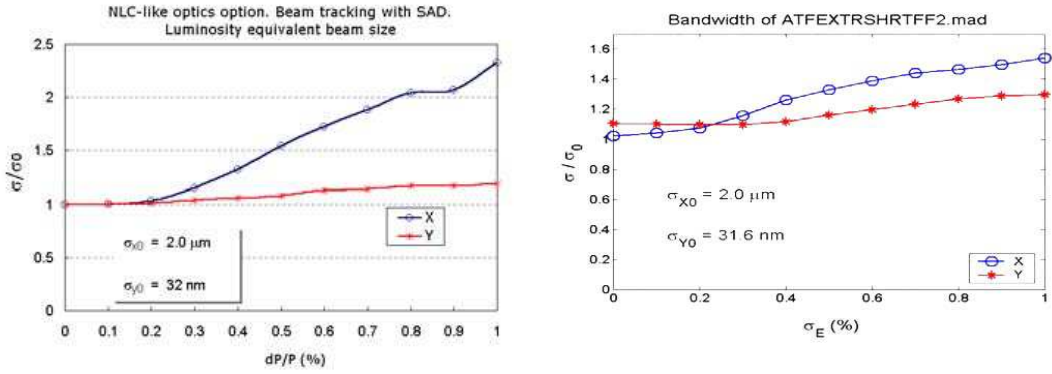 NLC-like optics option. Beam tracking with SAD.
Luminosity equivalent beam size
2.5
2
1.5
1
0.5
0
σ/σ0
X
Y
σx0 = 2.0 μm
σy0 = 32 nm
0 0.1 0.2 0.3 0.4 0.5 0.6 0.7 0.8 0.9 1
dP/P (%)
Bandwidth of ATFEXTRSHRTFF2.mad
1.6
1.4
1.2
1
0.8
0.6
0.4
0.2
0
σ/σ0
σX0 = 2.0 μm
σY0 = 31.6 nm
X
Y
0 0.2 0.4 0.6 0.8 1
σE (%)